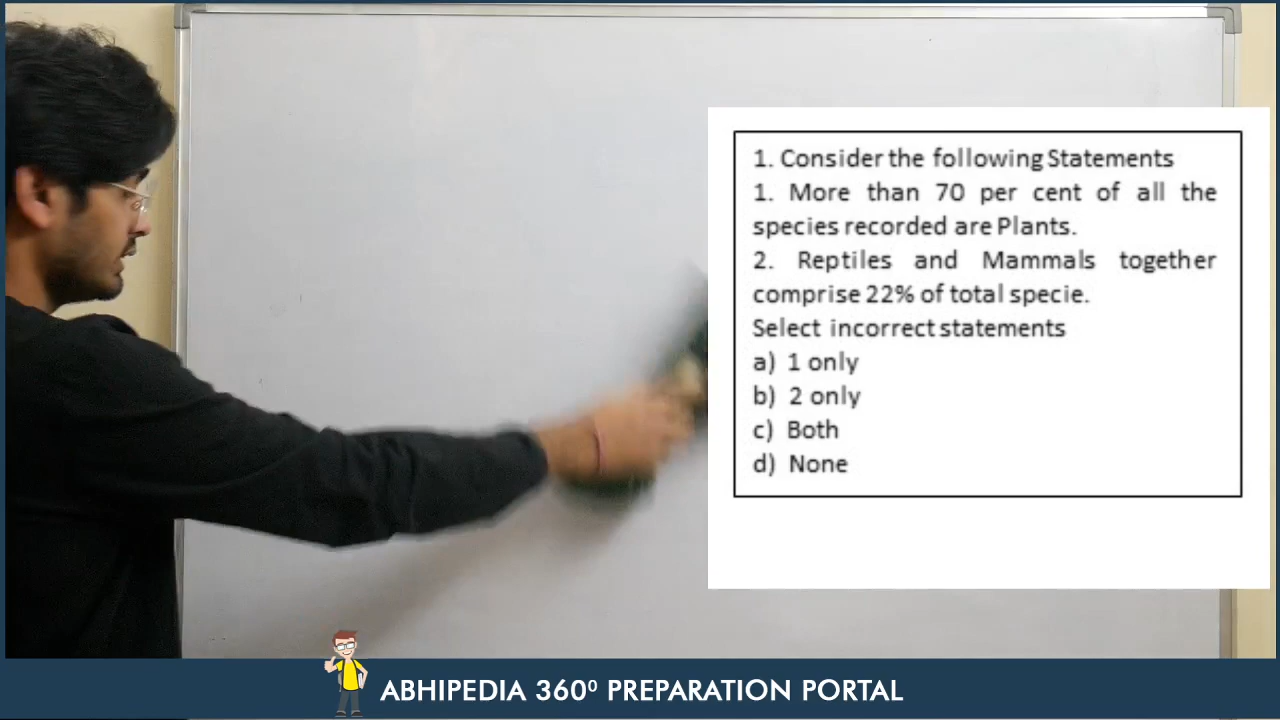 1. Consider the following Statements
1. More than 70 per cent of all the
species recorded are Plants.
2. Reptiles and Mammals together
comprise 22% of total specie.
Select incorrect statements
a) 1 only
b) 2 only
c) Both
d) None
ABHIPEDIA 360⁰ PREPARATION PORTAL